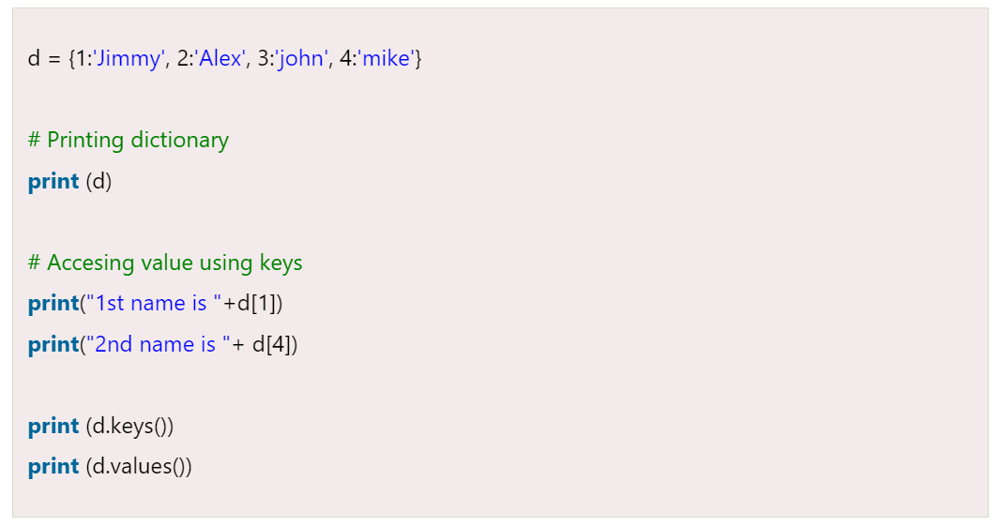 d = {1:'Jimmy', 2:'Alex', 3:'john', 4:'mike'}
# Printing dictionary
print (d)
# Accesing value using keys
print("1st name is "+d[1])
print("2nd name is "+ d[4])
print (d.keys())
print (d.values())